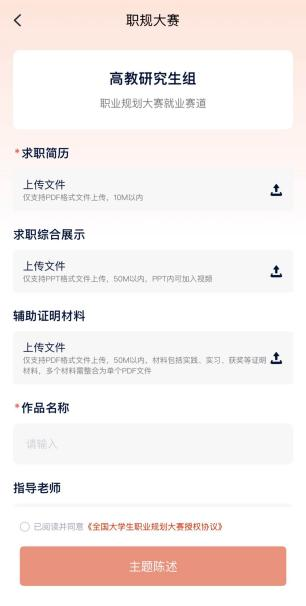 职规大赛
高教研究生组
职业规划大赛就业赛道
*求职简历
上传文件
仅支持PDF格式文件上传，10M以内
求职综合展示
上传文件
仅支持PPT格式文件上传，50M以内，PPT内可加入视频
辅助证明材料
上传文件
仅支持PDF格式文件上传，50M以内，材料包括实践、实习、获奖等证明
材料，多个材料需整合为单个PDF文件
*作品名称
请输入
指导老师
已阅读并同意《全国大学生职业规划大赛授权协议》
主题陈述